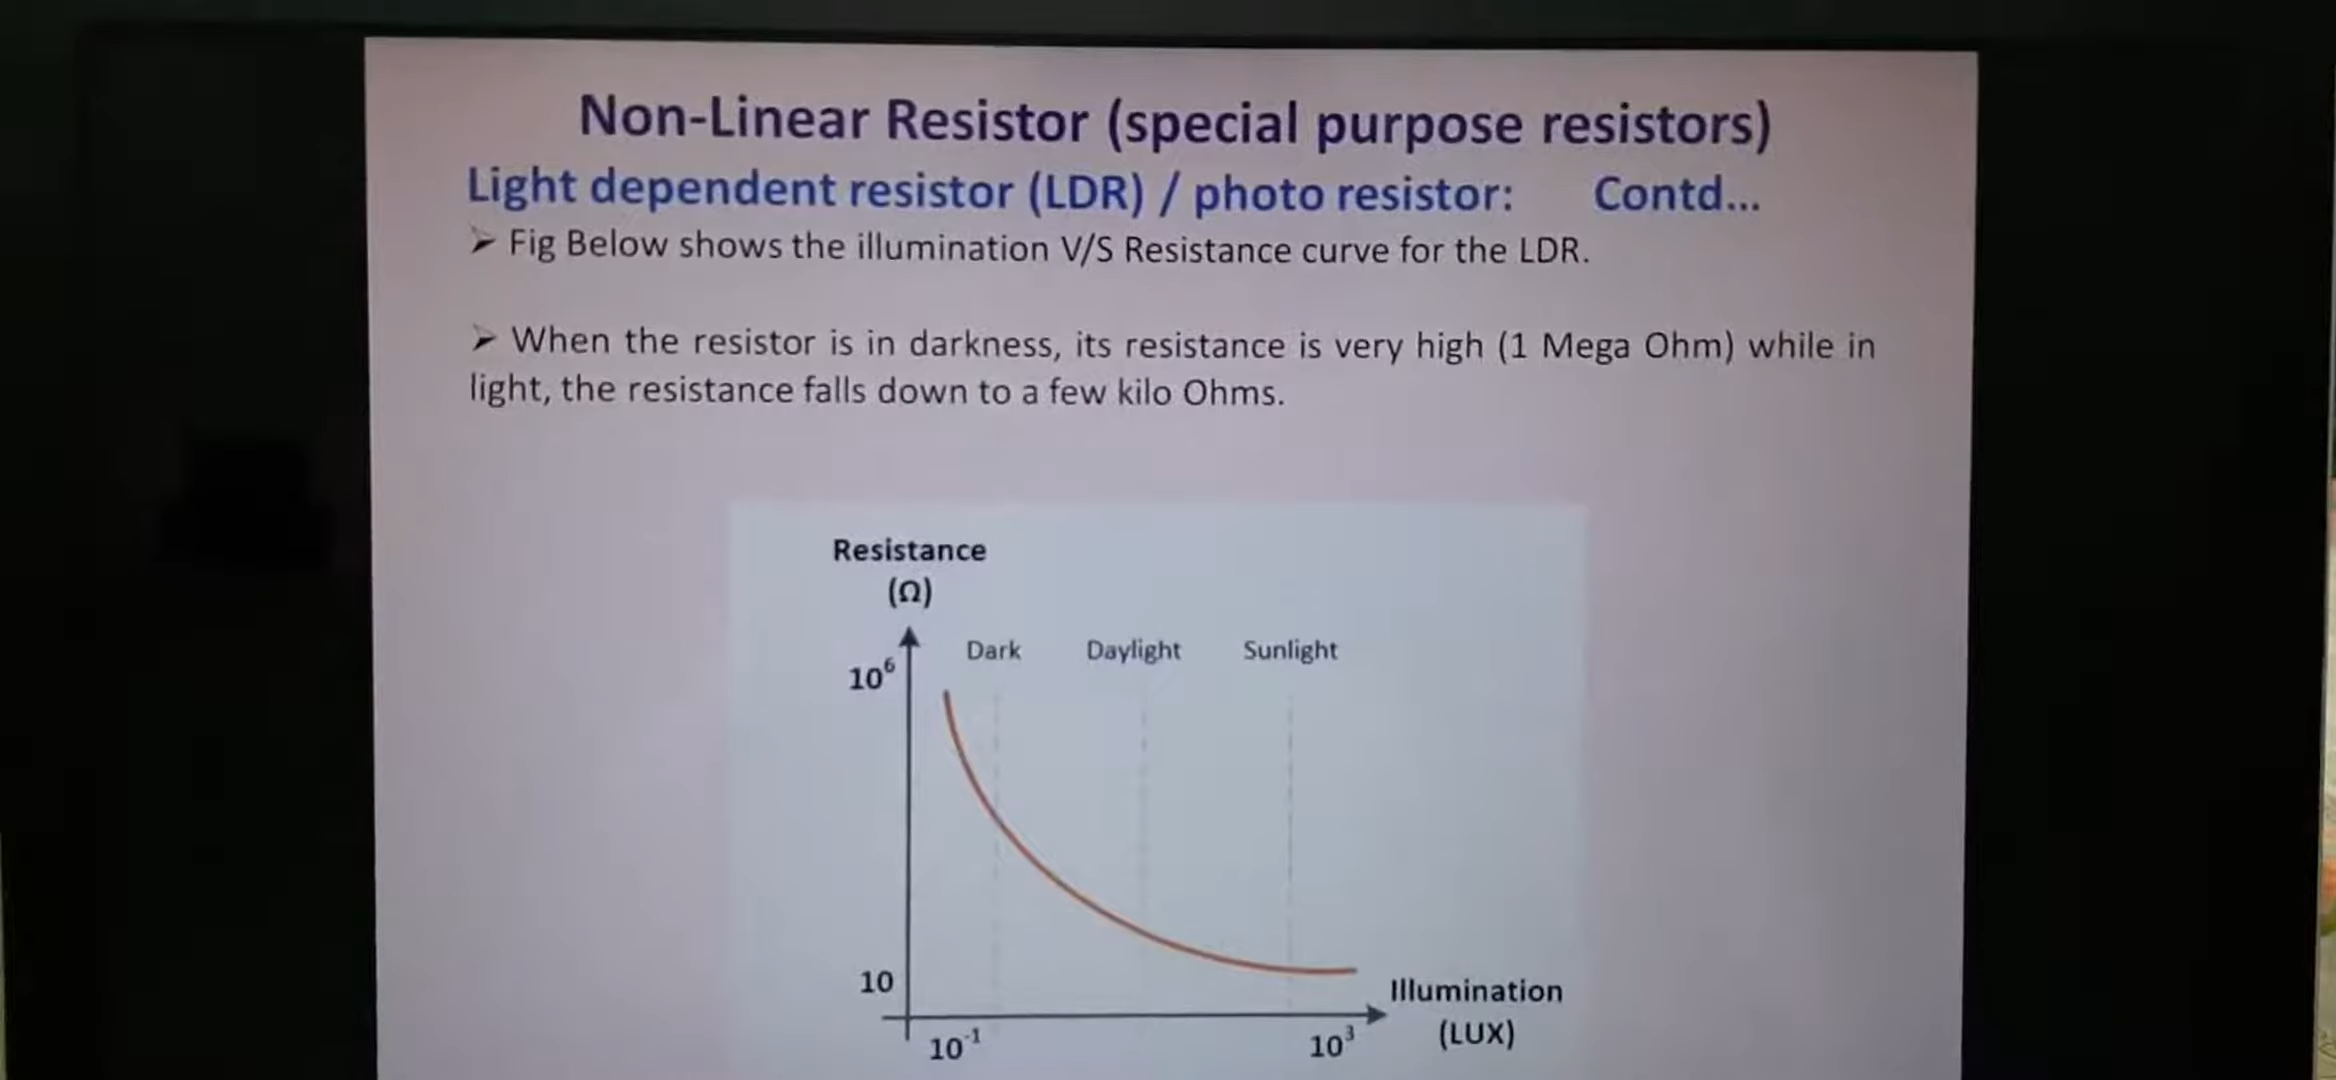 Non-Linear Resistor (special purpose resistors)
Light dependent resistor (LDR) / photo resistor: Contd...
➢ Fig Below shows the illumination V/S Resistance curve for the LDR.
➢ When the resistor is in darkness, its resistance is very high (1 Mega Ohm) while in
light, the resistance falls down to a few kilo Ohms.
Resistance
(Ω)
Dark Daylight Sunlight
10⁶
10
Illumination
(LUX)
10⁻¹ 10³